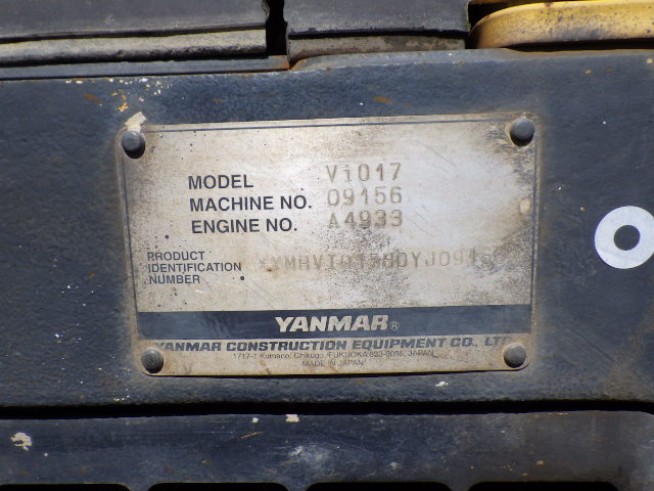 MODEL ViO17
MACHINE NO. 09156
ENGINE NO. A4933
PRODUCT
IDENTIFICATION
NUMBER
YANMAR®
YANMAR CONSTRUCTION EQUIPMENT CO., LTD
MADE IN JAPAN